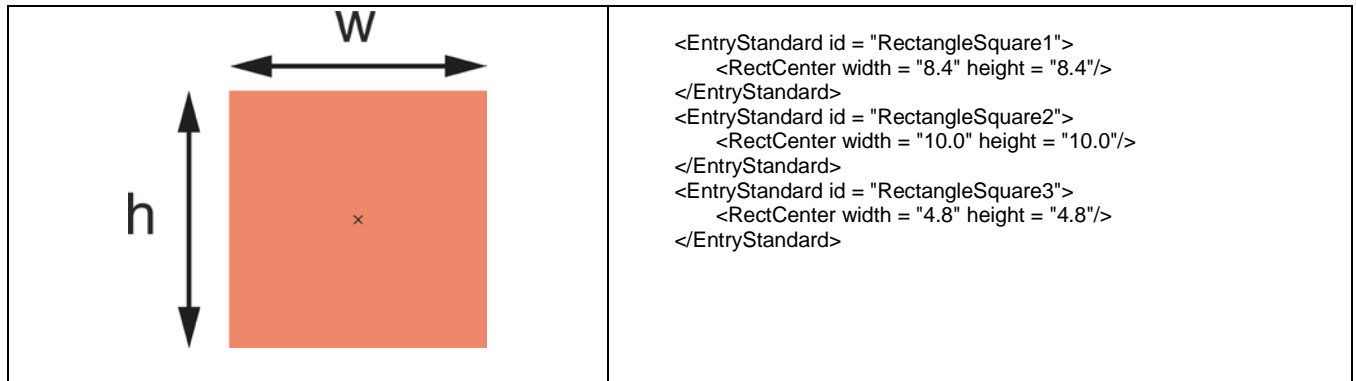 w
h
×
<EntryStandard id = "RectangleSquare1">
<RectCenter width = "8.4" height = "8.4"/>
</EntryStandard>
<EntryStandard id = "RectangleSquare2">
<RectCenter width = "10.0" height = "10.0"/>
</EntryStandard>
<EntryStandard id = "RectangleSquare3">
<RectCenter width = "4.8" height = "4.8"/>
</EntryStandard>